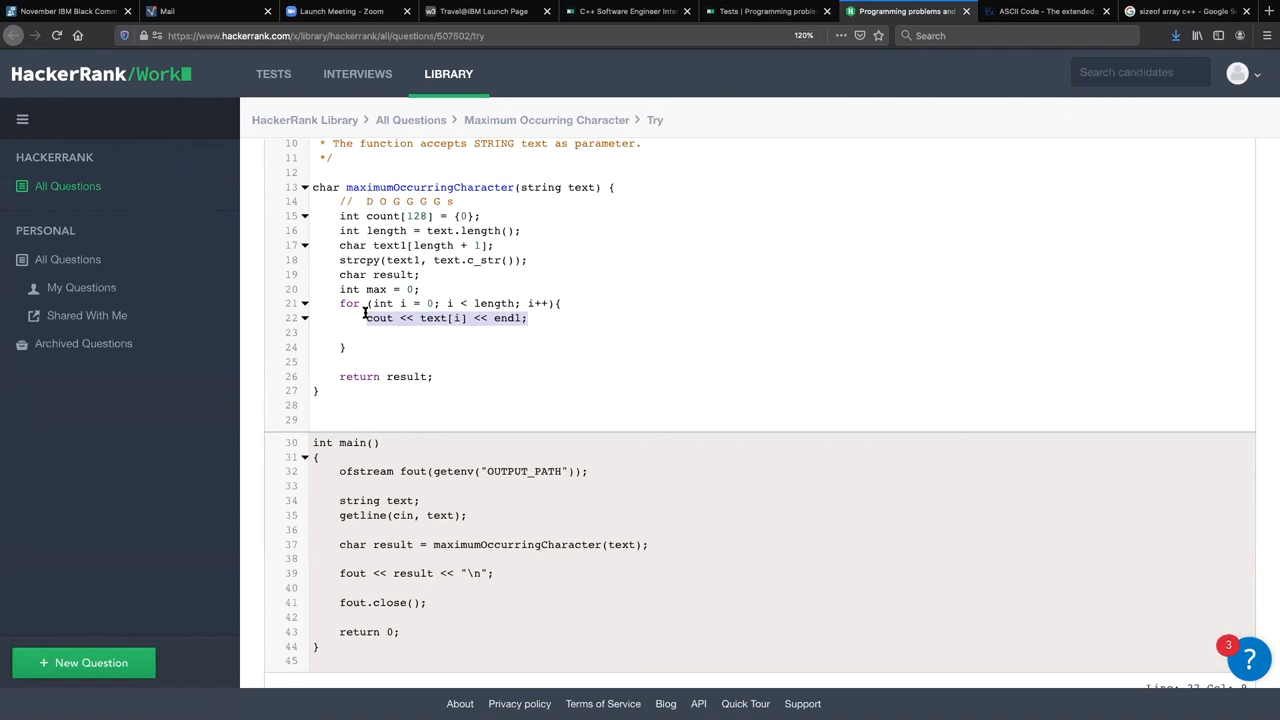 November IBM Black Comm
Mail
Launch Meeting - Zoom
Travel@IBM Launch Page
C++ Software Engineer Inte
Tests | Programming proble
Programming problems and
ASCII Code - The extended
sizeof array c++ - Google S
https://www.hackerrank.com/x/library/hackerrank/all/questions/507502/try
120%
Search
HackerRank/Work
TESTS
INTERVIEWS
LIBRARY
Search candidates
HackerRank Library > All Questions > Maximum Occurring Character > Try
HACKERRANK
All Questions
PERSONAL
All Questions
My Questions
Shared With Me
Archived Questions
+ New Question
10 * The function accepts STRING text as parameter.
11 */
12
13 char maximumOccurringCharacter(string text) {
14 // D O G G G G s
15 int count[128] = {0};
16 int length = text.length();
17 char text1[length + 1];
18 strcpy(text1, text.c_str());
19 char result;
20 int max = 0;
21 for (int i = 0; i < length; i++){
22 cout << text[i] << endl;
23
24 }
25
26 return result;
27 }
28
29
30 int main()
31 {
32 ofstream fout(getenv("OUTPUT_PATH"));
33
34 string text;
35 getline(cin, text);
36
37 char result = maximumOccurringCharacter(text);
38
39 fout << result << "\n";
40
41 fout.close();
42
43 return 0;
44 }
45
3
?
About
Privacy policy
Terms of Service
Blog
API
Quick Tour
Support